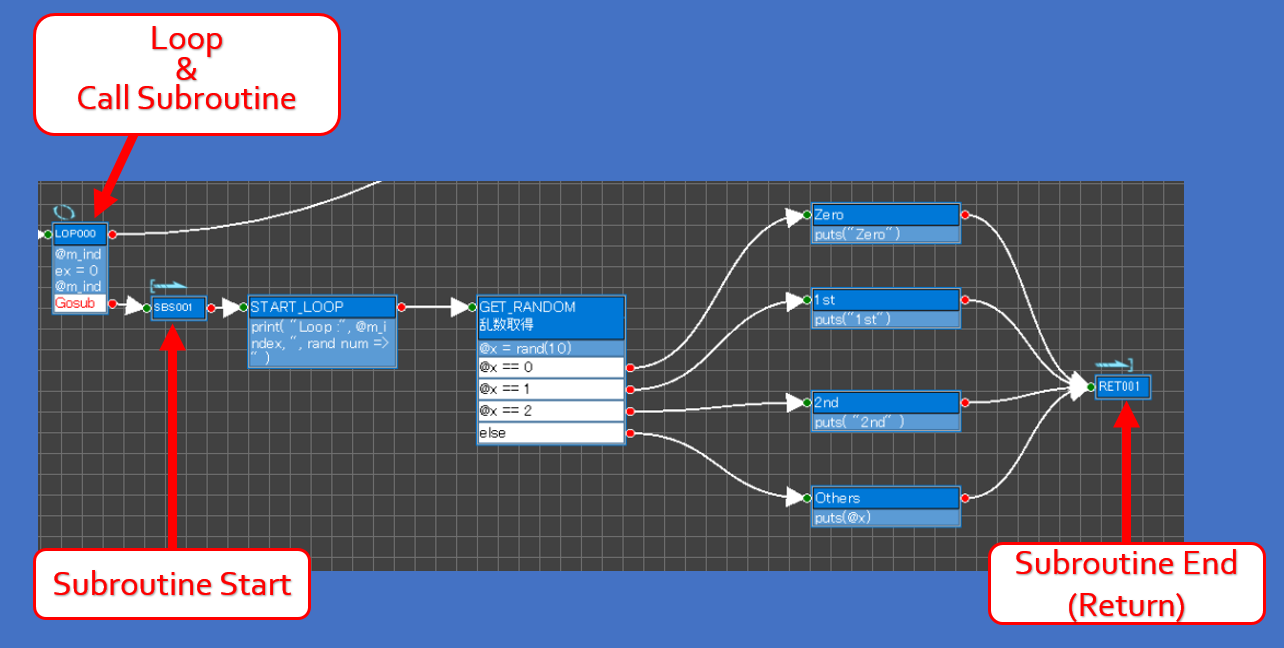 Loop
&
Call Subroutine
LOP000
@m_ind
ex = 0
@m_ind
Gosub
SBS001
START_LOOP
print( "Loop :", @m_i
ndex, ", rand num =>
" )
GET_RANDOM
乱数取得
@x = rand(10)
@x == 0
@x == 1
@x == 2
else
Zero
puts("Zero")
1st
puts("1st")
2nd
puts( "2nd" )
Others
puts(@x)
RET001
Subroutine Start
Subroutine End
(Return)